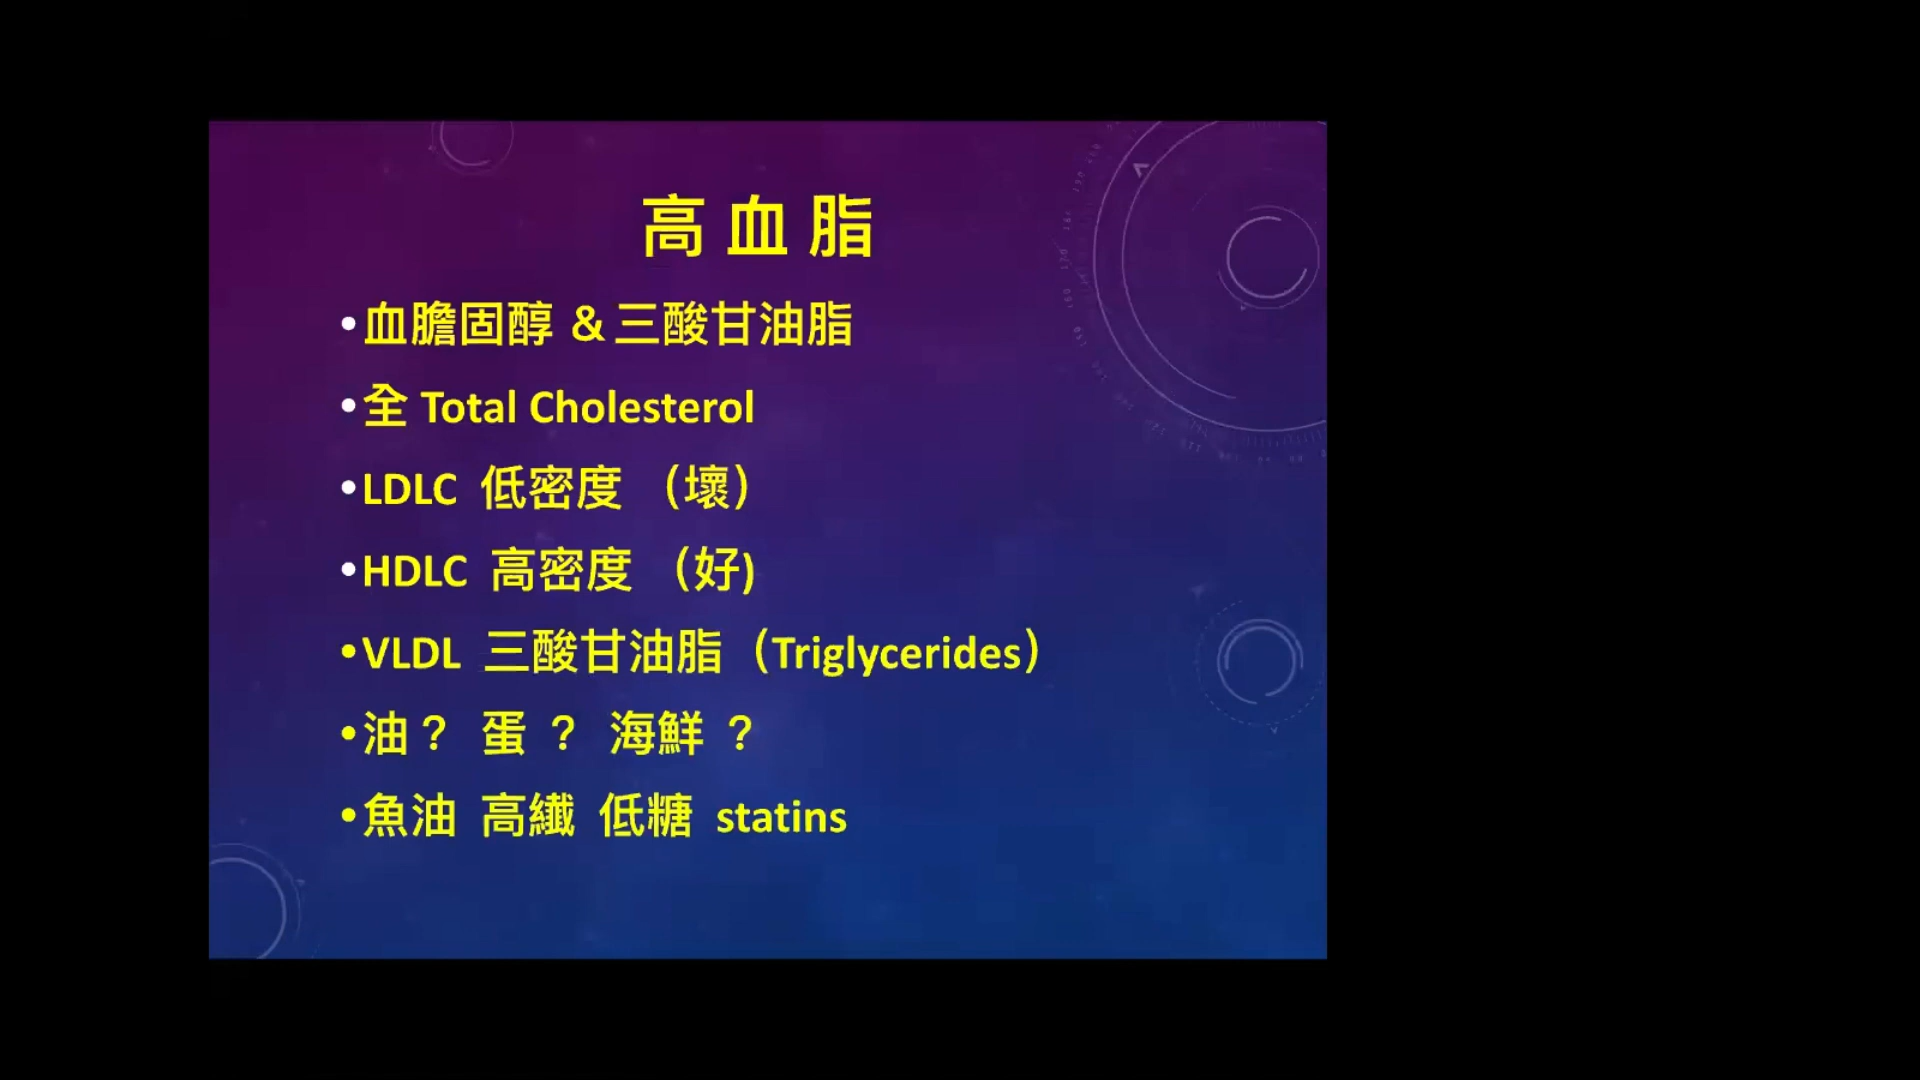 高血脂
•血膽固醇 &三酸甘油脂
•全 Total Cholesterol
•LDLC 低密度 （壞）
•HDLC 高密度 （好)
•VLDL 三酸甘油脂（Triglycerides）
•油？ 蛋 ？ 海鮮 ？
•魚油 高纖 低糖 statins